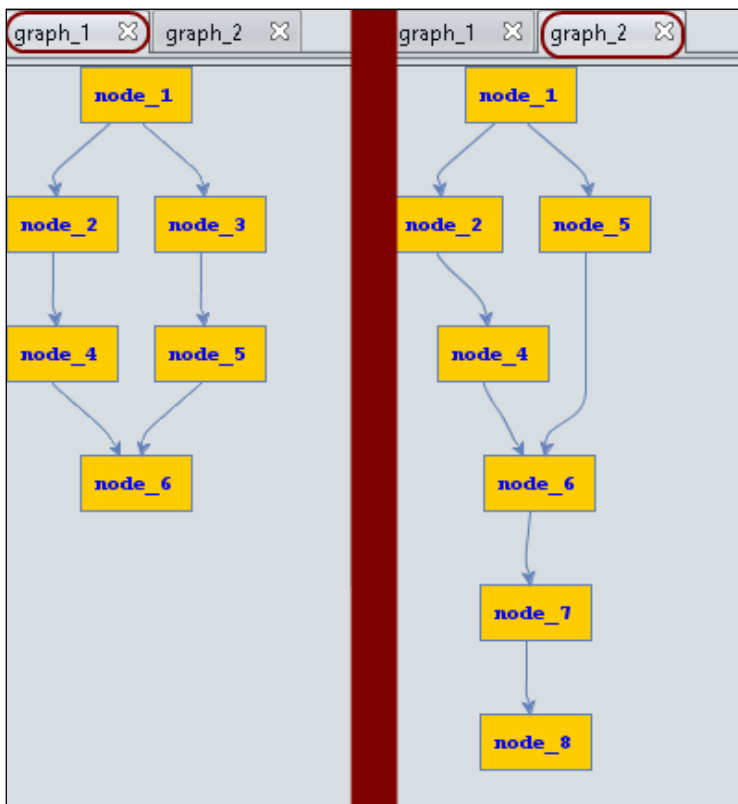 graph_1
graph_2
node_1
node_2
node_3
node_4
node_5
node_6
graph_1
graph_2
node_1
node_2
node_5
node_4
node_6
node_7
node_8